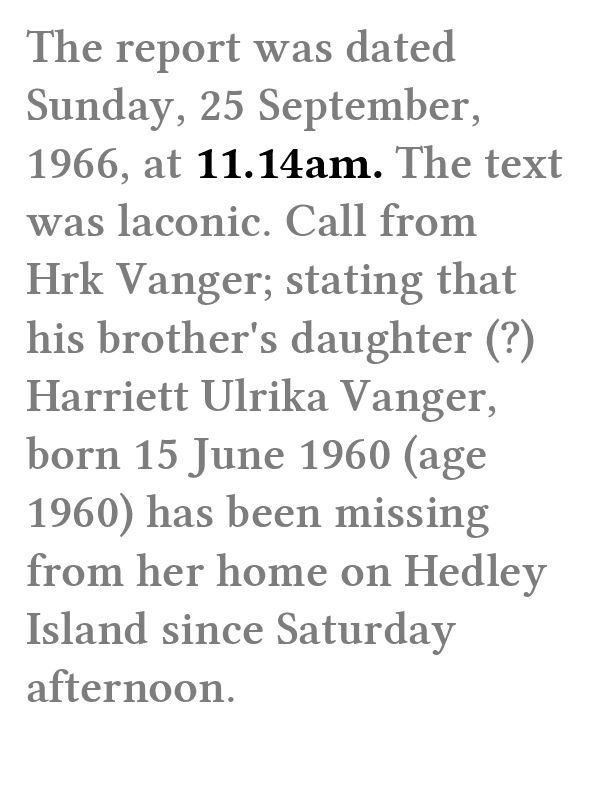 The report was dated
Sunday, 25 September,
1966, at 11.14am. The text
was laconic. Call from
Hrk Vanger; stating that
his brother's daughter (?)
Harriett Ulrika Vanger,
born 15 June 1960 (age
1960) has been missing
from her home on Hedley
Island since Saturday
afternoon.